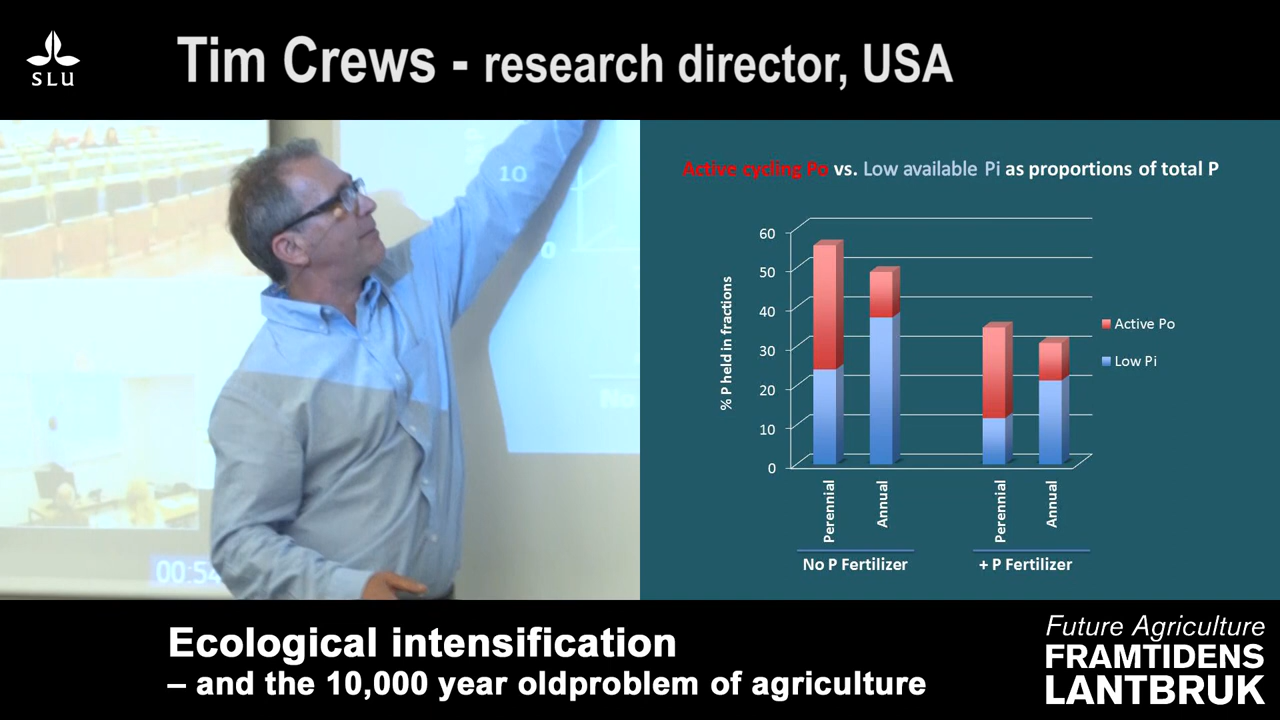 SLU
Tim Crews - research director, USA
10
0
00:54
Active cycling Po vs. Low available Pi as proportions of total P
60
50
40
30
20
10
0
% P held in fractions
Perennial
Annual
Perennial
Annual
No P Fertilizer
+ P Fertilizer
Active Po
Low Pi
Ecological intensification
– and the 10,000 year oldproblem of agriculture
Future Agriculture
FRAMTIDENS
LANTBRUK